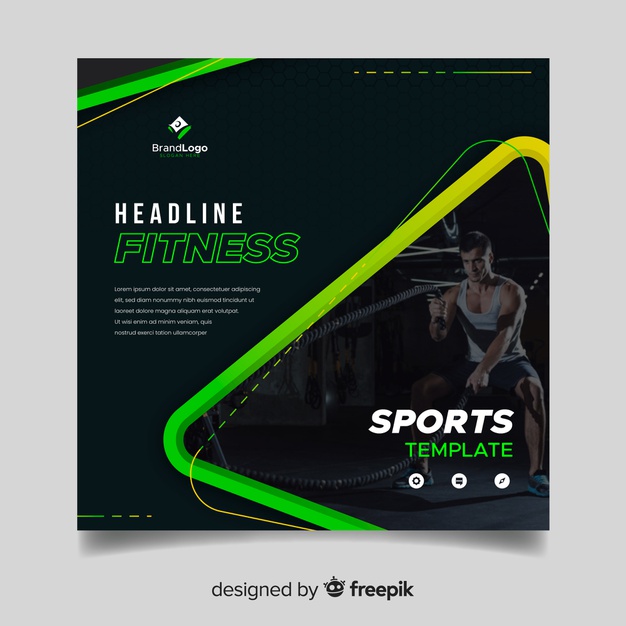 BrandLogo
SLOGAN HERE
HEADLINE
FITNESS
Lorem ipsum dolor sit amet,
consectetuer adipiscing
elit, sed diam nonummy
nibh euismod tincidunt ut
laoreet dolore magna aliquam
erat volutpat. Ut wisi enim ad
minim veniam, quis
nostrud exercitation ullamcorper
SPORTS
TEMPLATE
designed by freepik